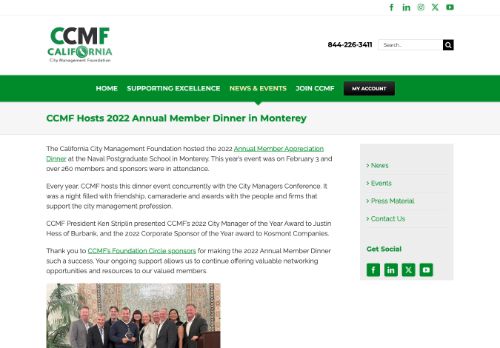 CCMF
CALIFORNIA
City Management Foundation
844-226-3411
Search...
HOME SUPPORTING EXCELLENCE NEWS & EVENTS JOIN CCMF MY ACCOUNT
CCMF Hosts 2022 Annual Member Dinner in Monterey
The California City Management Foundation hosted the 2022 Annual Member Appreciation
Dinner at the Naval Postgraduate School in Monterey. This year's event was on February 3 and
over 260 members and sponsors were in attendance.
Every year, CCMF hosts this dinner event concurrently with the City Managers Conference. It
was a night filled with friendship, camaraderie and awards with the people and firms that
support the city management profession.
CCMF President Ken Striplin presented CCMF's 2022 City Manager of the Year Award to Justin
Hess of Burbank, and the 2022 Corporate Sponsor of the Year award to Kosmont Companies.
Thank you to CCMF's Foundation Circle sponsors for making the 2022 Annual Member Dinner
such a success. Your ongoing support allows us to continue offering valuable networking
opportunities and resources to our valued members.
News
Events
Press Material
Contact Us
Get Social